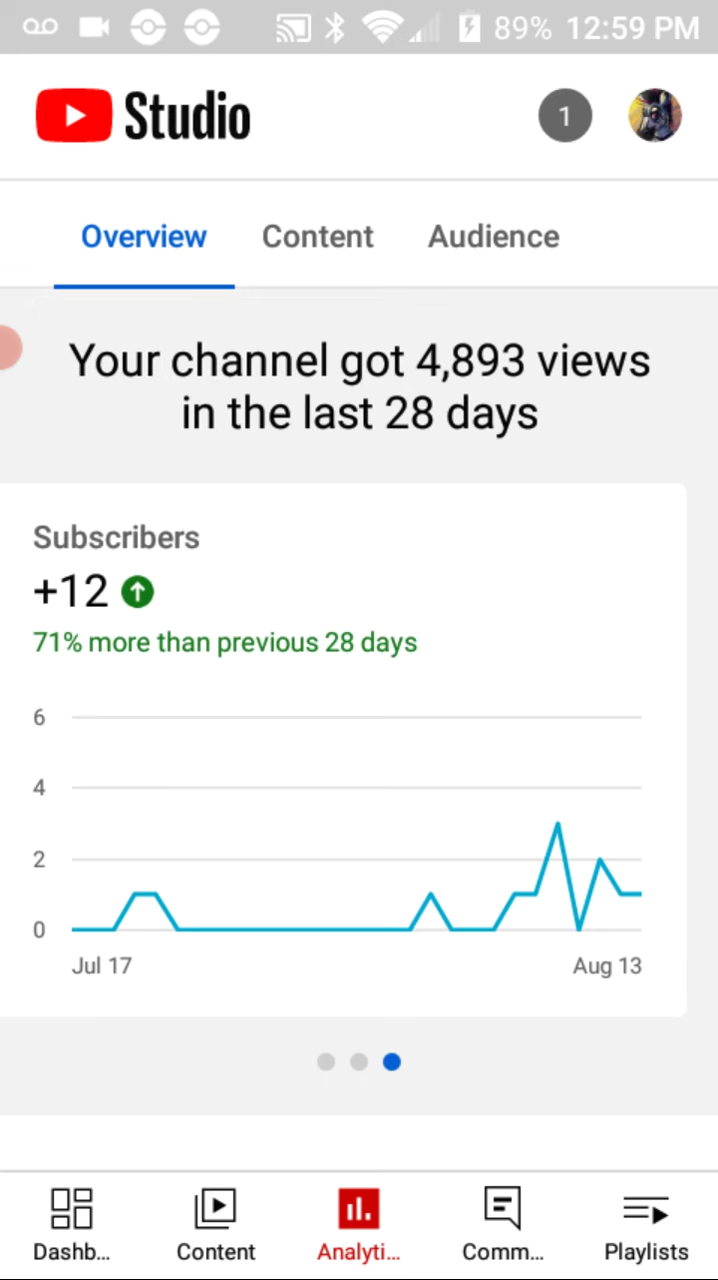 89% 12:59 PM
Studio
1
Overview Content Audience
Your channel got 4,893 views
in the last 28 days
Subscribers
+12
71% more than previous 28 days
6
4
2
0
Jul 17 Aug 13
Dashb... Content Analyti... Comm... Playlists